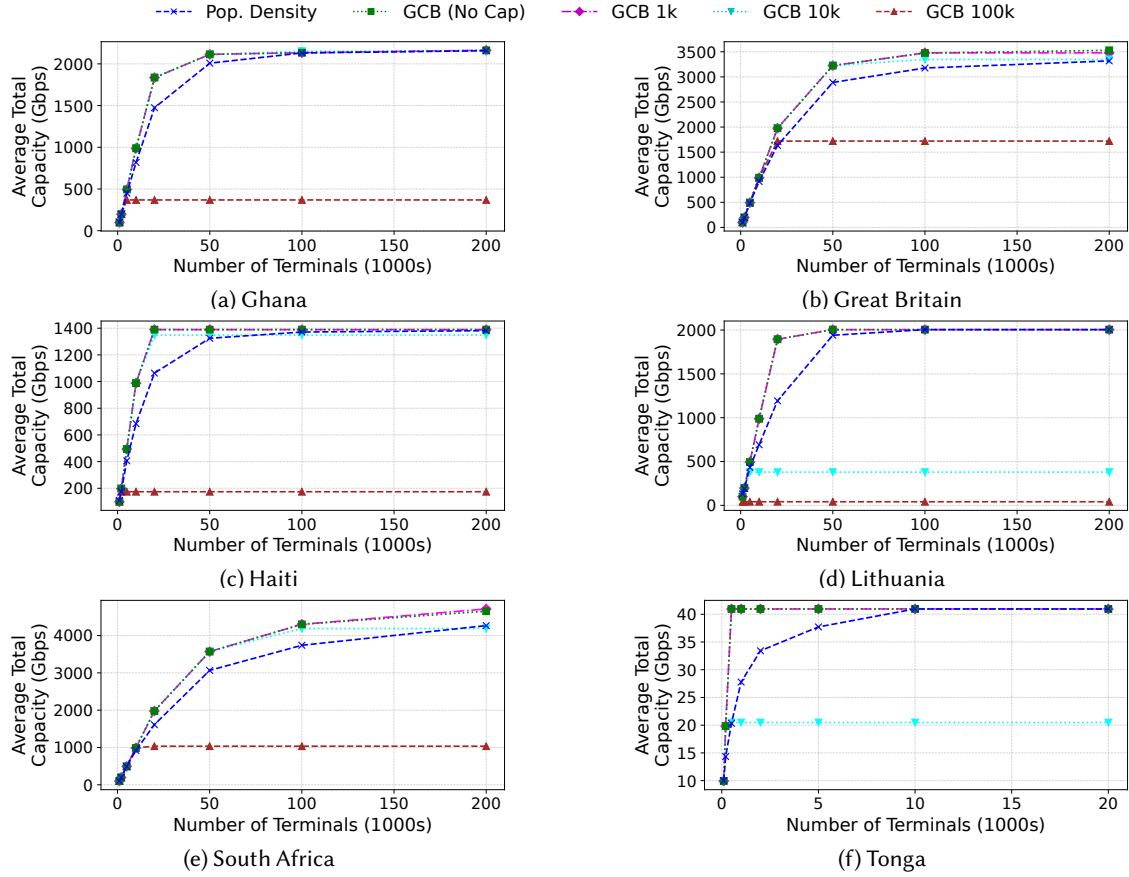 Pop. Density GCB (No Cap) GCB 1k GCB 10k GCB 100k
Average Total
Capacity (Gbps)
2000
1500
1000
500
0
0 50 100 150 200
Number of Terminals (1000s)
(a) Ghana
Average Total
Capacity (Gbps)
3500
3000
2500
2000
1500
1000
500
0
0 50 100 150 200
Number of Terminals (1000s)
(b) Great Britain
Average Total
Capacity (Gbps)
1400
1200
1000
800
600
400
200
0 50 100 150 200
Number of Terminals (1000s)
(c) Haiti
Average Total
Capacity (Gbps)
2000
1500
1000
500
0
0 50 100 150 200
Number of Terminals (1000s)
(d) Lithuania
Average Total
Capacity (Gbps)
4000
3000
2000
1000
0
0 50 100 150 200
Number of Terminals (1000s)
(e) South Africa
Average Total
Capacity (Gbps)
40
35
30
25
20
15
10
0 5 10 15 20
Number of Terminals (1000s)
(f) Tonga